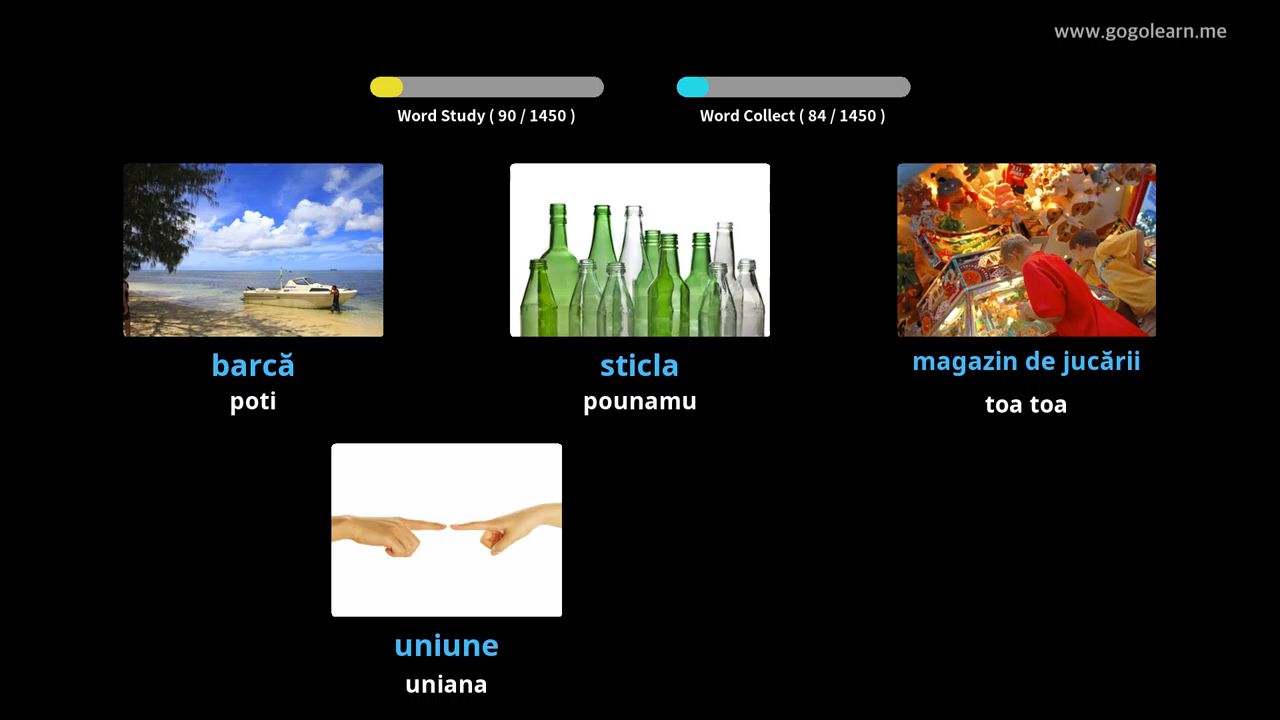 www.gogolearn.me
Word Study ( 90 / 1450 )
Word Collect ( 84 / 1450 )
barcă
poti
sticla
pounamu
magazin de jucării
toa toa
uniune
uniana